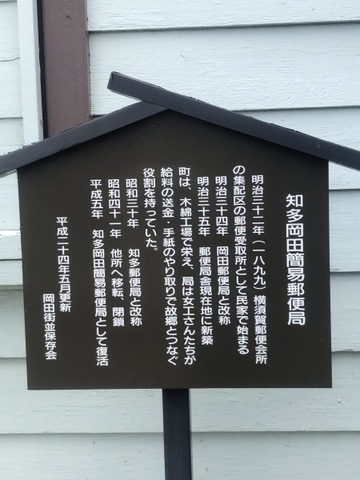 知多岡田簡易郵便局
明治三十二年(一八九九)横須賀郵便会所
の集配区の郵便受取所として民家で始まる
明治三十四年 岡田郵便局と改称
明治三十五年 郵便局舎現在地に新築
町は、木綿工場で栄え、局は女工さんたちが
給料の送金・手紙のやり取りで故郷とつなぐ
役割を持っていた。
昭和三十年 知多郵便局と改称
昭和四十一年 他所へ移転、閉鎖
平成五年 知多岡田簡易郵便局として復活
平成二十四年五月更新
岡田街並保存会